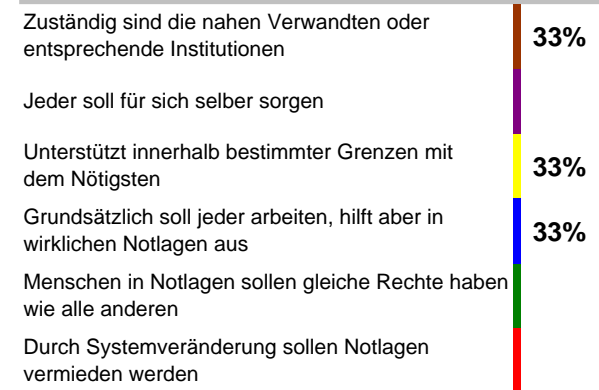 Zuständig sind die nahen Verwandten oder
entsprechende Institutionen
33%
Jeder soll für sich selber sorgen
Unterstützt innerhalb bestimmter Grenzen mit
dem Nötigsten
33%
Grundsätzlich soll jeder arbeiten, hilft aber in
wirklichen Notlagen aus
33%
Menschen in Notlagen sollen gleiche Rechte haben
wie alle anderen
Durch Systemveränderung sollen Notlagen
vermieden werden